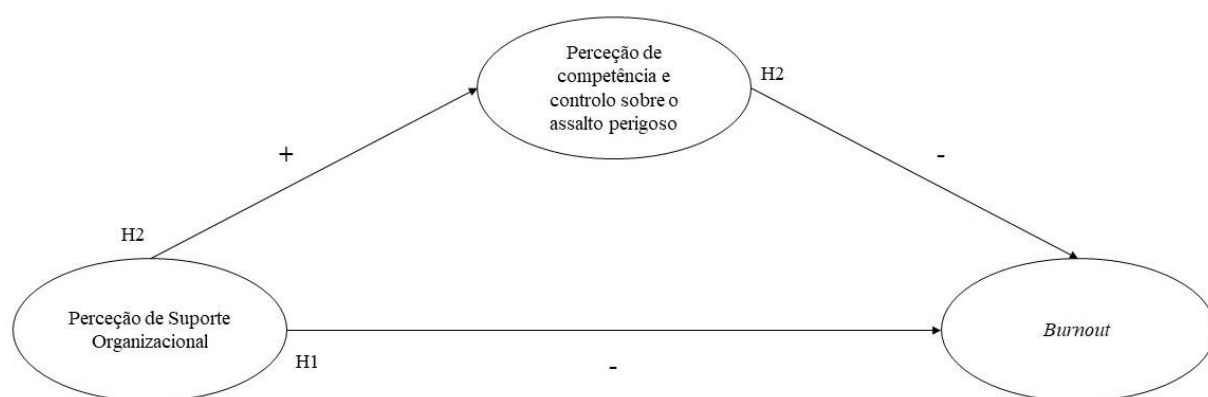 Perceção de
competência e
controlo sobre o
assalto perigoso
H2
+
-
H2
Perceção de Suporte
Organizacional
H1
-
Burnout